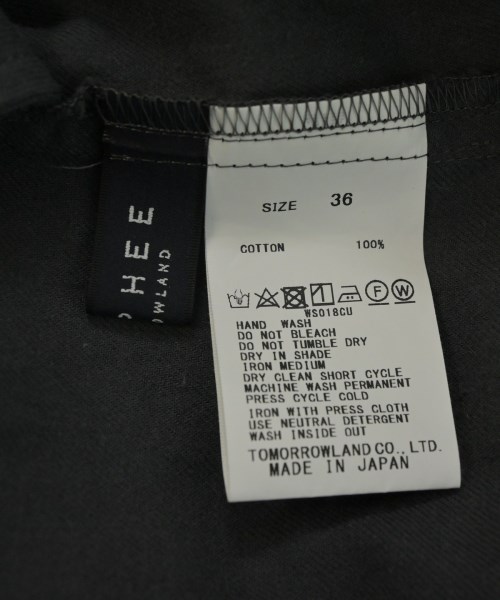 HEE
OWLAND
SIZE 36
COTTON 100%
F W
WS018CU
HAND WASH
DO NOT BLEACH
DO NOT TUMBLE DRY
DRY IN SHADE
IRON MEDIUM
DRY CLEAN SHORT CYCLE
MACHINE WASH PERMANENT
PRESS CYCLE COLD
IRON WITH PRESS CLOTH
USE NEUTRAL DETERGENT
WASH INSIDE OUT
TOMORROWLAND CO., LTD.
MADE IN JAPAN